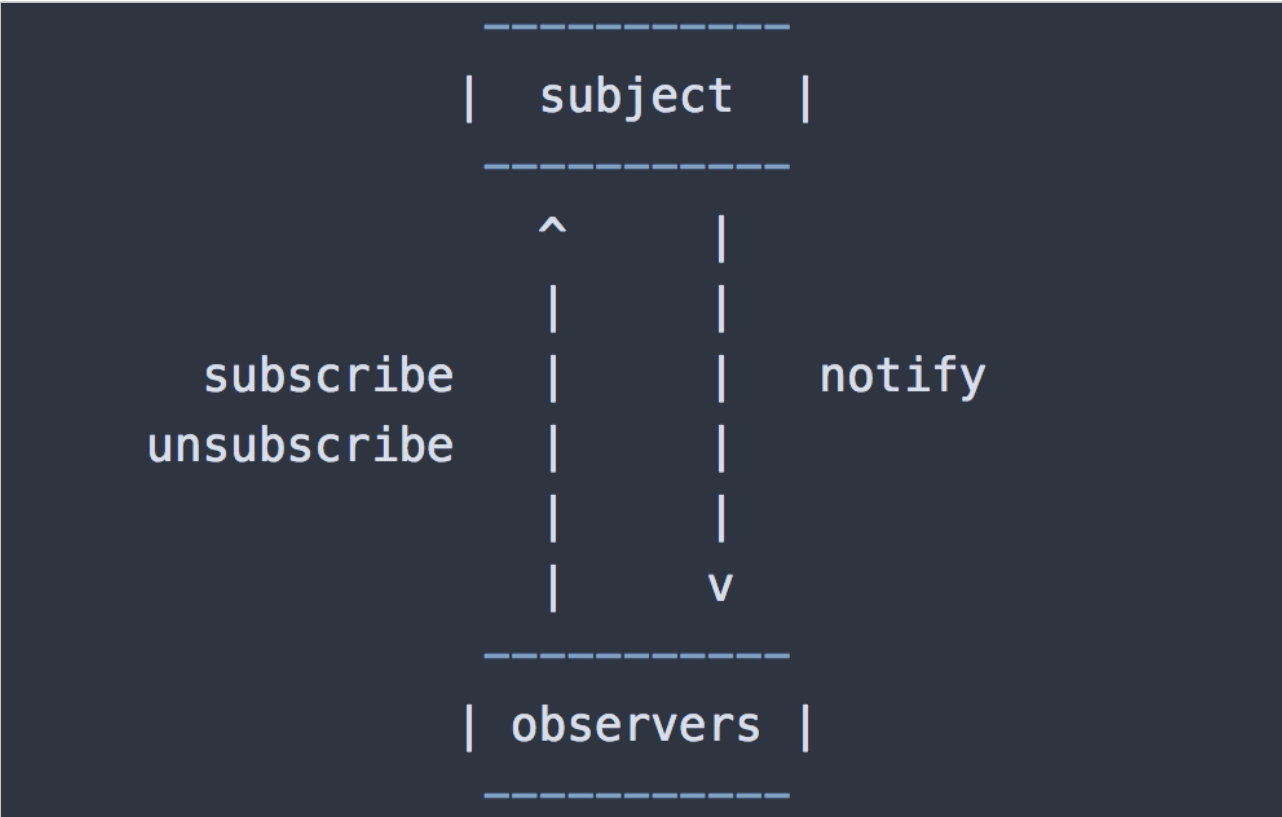 -----------
|  subject  |
-----------
^     |
|     |
subscribe   |     |   notify
unsubscribe   |     |
|     |
|     v
-----------
| observers |
-----------